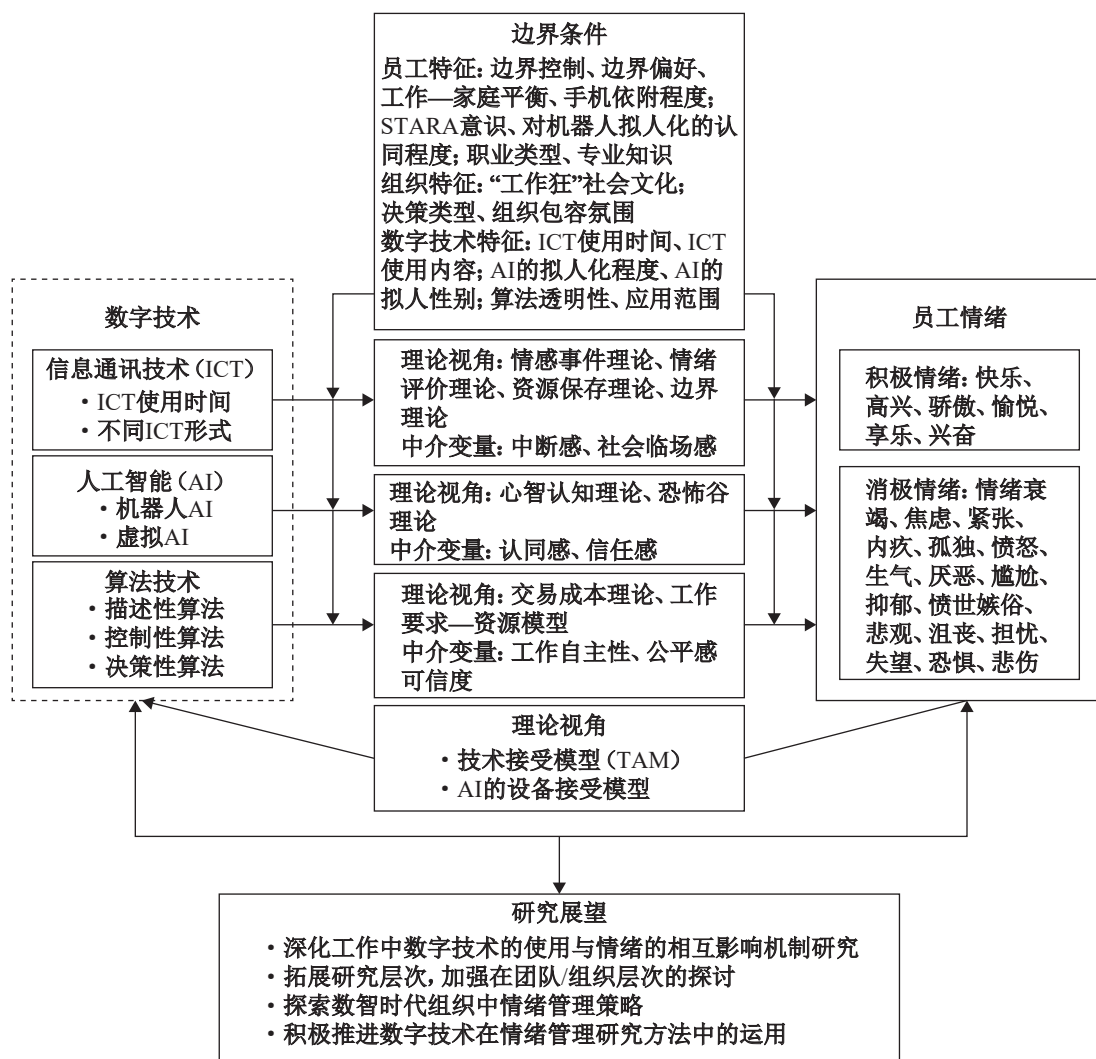 边界条件
员工特征：边界控制、边界偏好、
工作—家庭平衡、手机依附程度；
STARA意识、对机器人拟人化的认
同程度；职业类型、专业知识
组织特征：“工作狂”社会文化；
决策类型、组织包容氛围
数字技术特征：ICT使用时间、ICT
使用内容；AI的拟人化程度、AI的
拟人性别；算法透明性、应用范围
数字技术
信息通讯技术（ICT）
・ICT使用时间
・不同ICT形式
人工智能（AI）
・机器人AI
・虚拟AI
算法技术
・描述性算法
・控制性算法
・决策性算法
理论视角：情感事件理论、情绪
评价理论、资源保存理论、边界
理论
中介变量：中断感、社会临场感
理论视角：心智认知理论、恐怖谷
理论
中介变量：认同感、信任感
理论视角：交易成本理论、工作
要求—资源模型
中介变量：工作自主性、公平感
可信度
员工情绪
积极情绪：快乐、
高兴、骄傲、愉悦、
享乐、兴奋
消极情绪：情绪衰
竭、焦虑、紧张、
内疚、孤独、愤怒、
生气、厌恶、尴尬、
抑郁、愤世嫉俗、
悲观、沮丧、担忧、
失望、恐惧、悲伤
理论视角
・技术接受模型（TAM）
・AI的设备接受模型
研究展望
・深化工作中数字技术的使用与情绪的相互影响机制研究
・拓展研究层次，加强在团队/组织层次的探讨
・探索数智时代组织中情绪管理策略
・积极推进数字技术在情绪管理研究方法中的运用